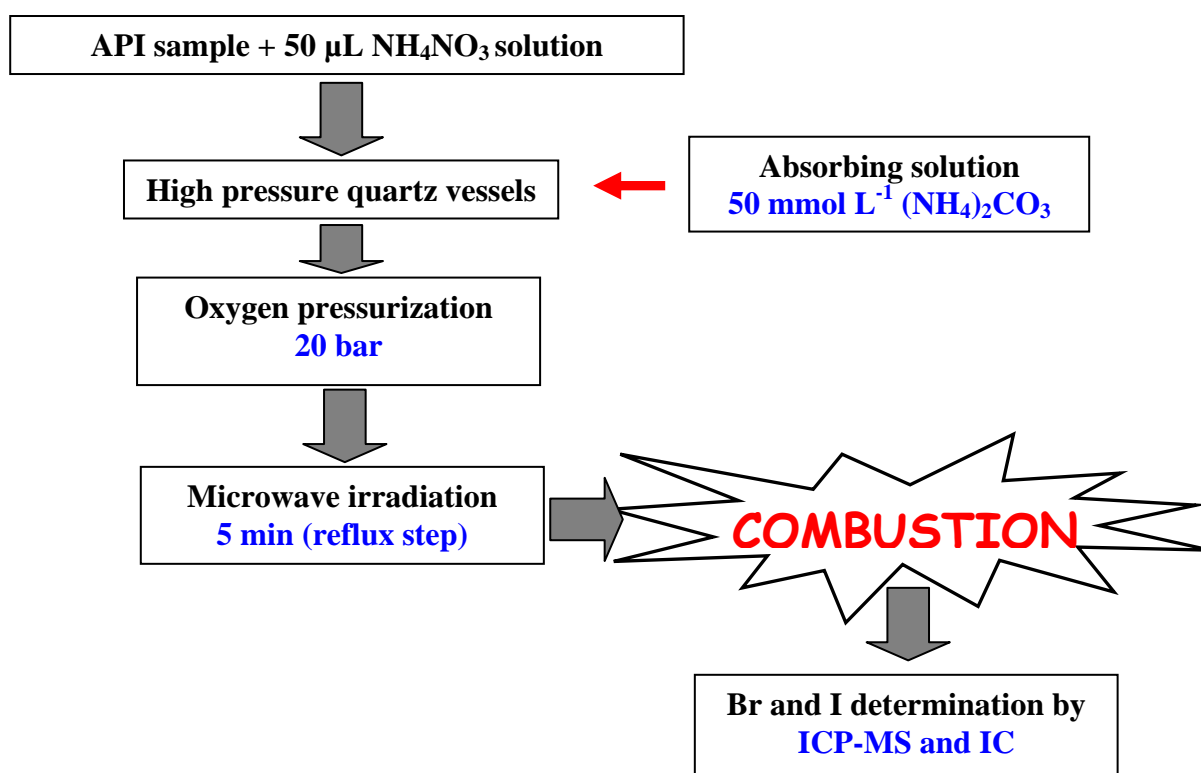 API sample + 50 µL NH₄NO₃ solution
High pressure quartz vessels
Absorbing solution
50 mmol L⁻¹ (NH₄)₂CO₃
Oxygen pressurization
20 bar
Microwave irradiation
5 min (reflux step)
COMBUSTION
Br and I determination by
ICP-MS and IC